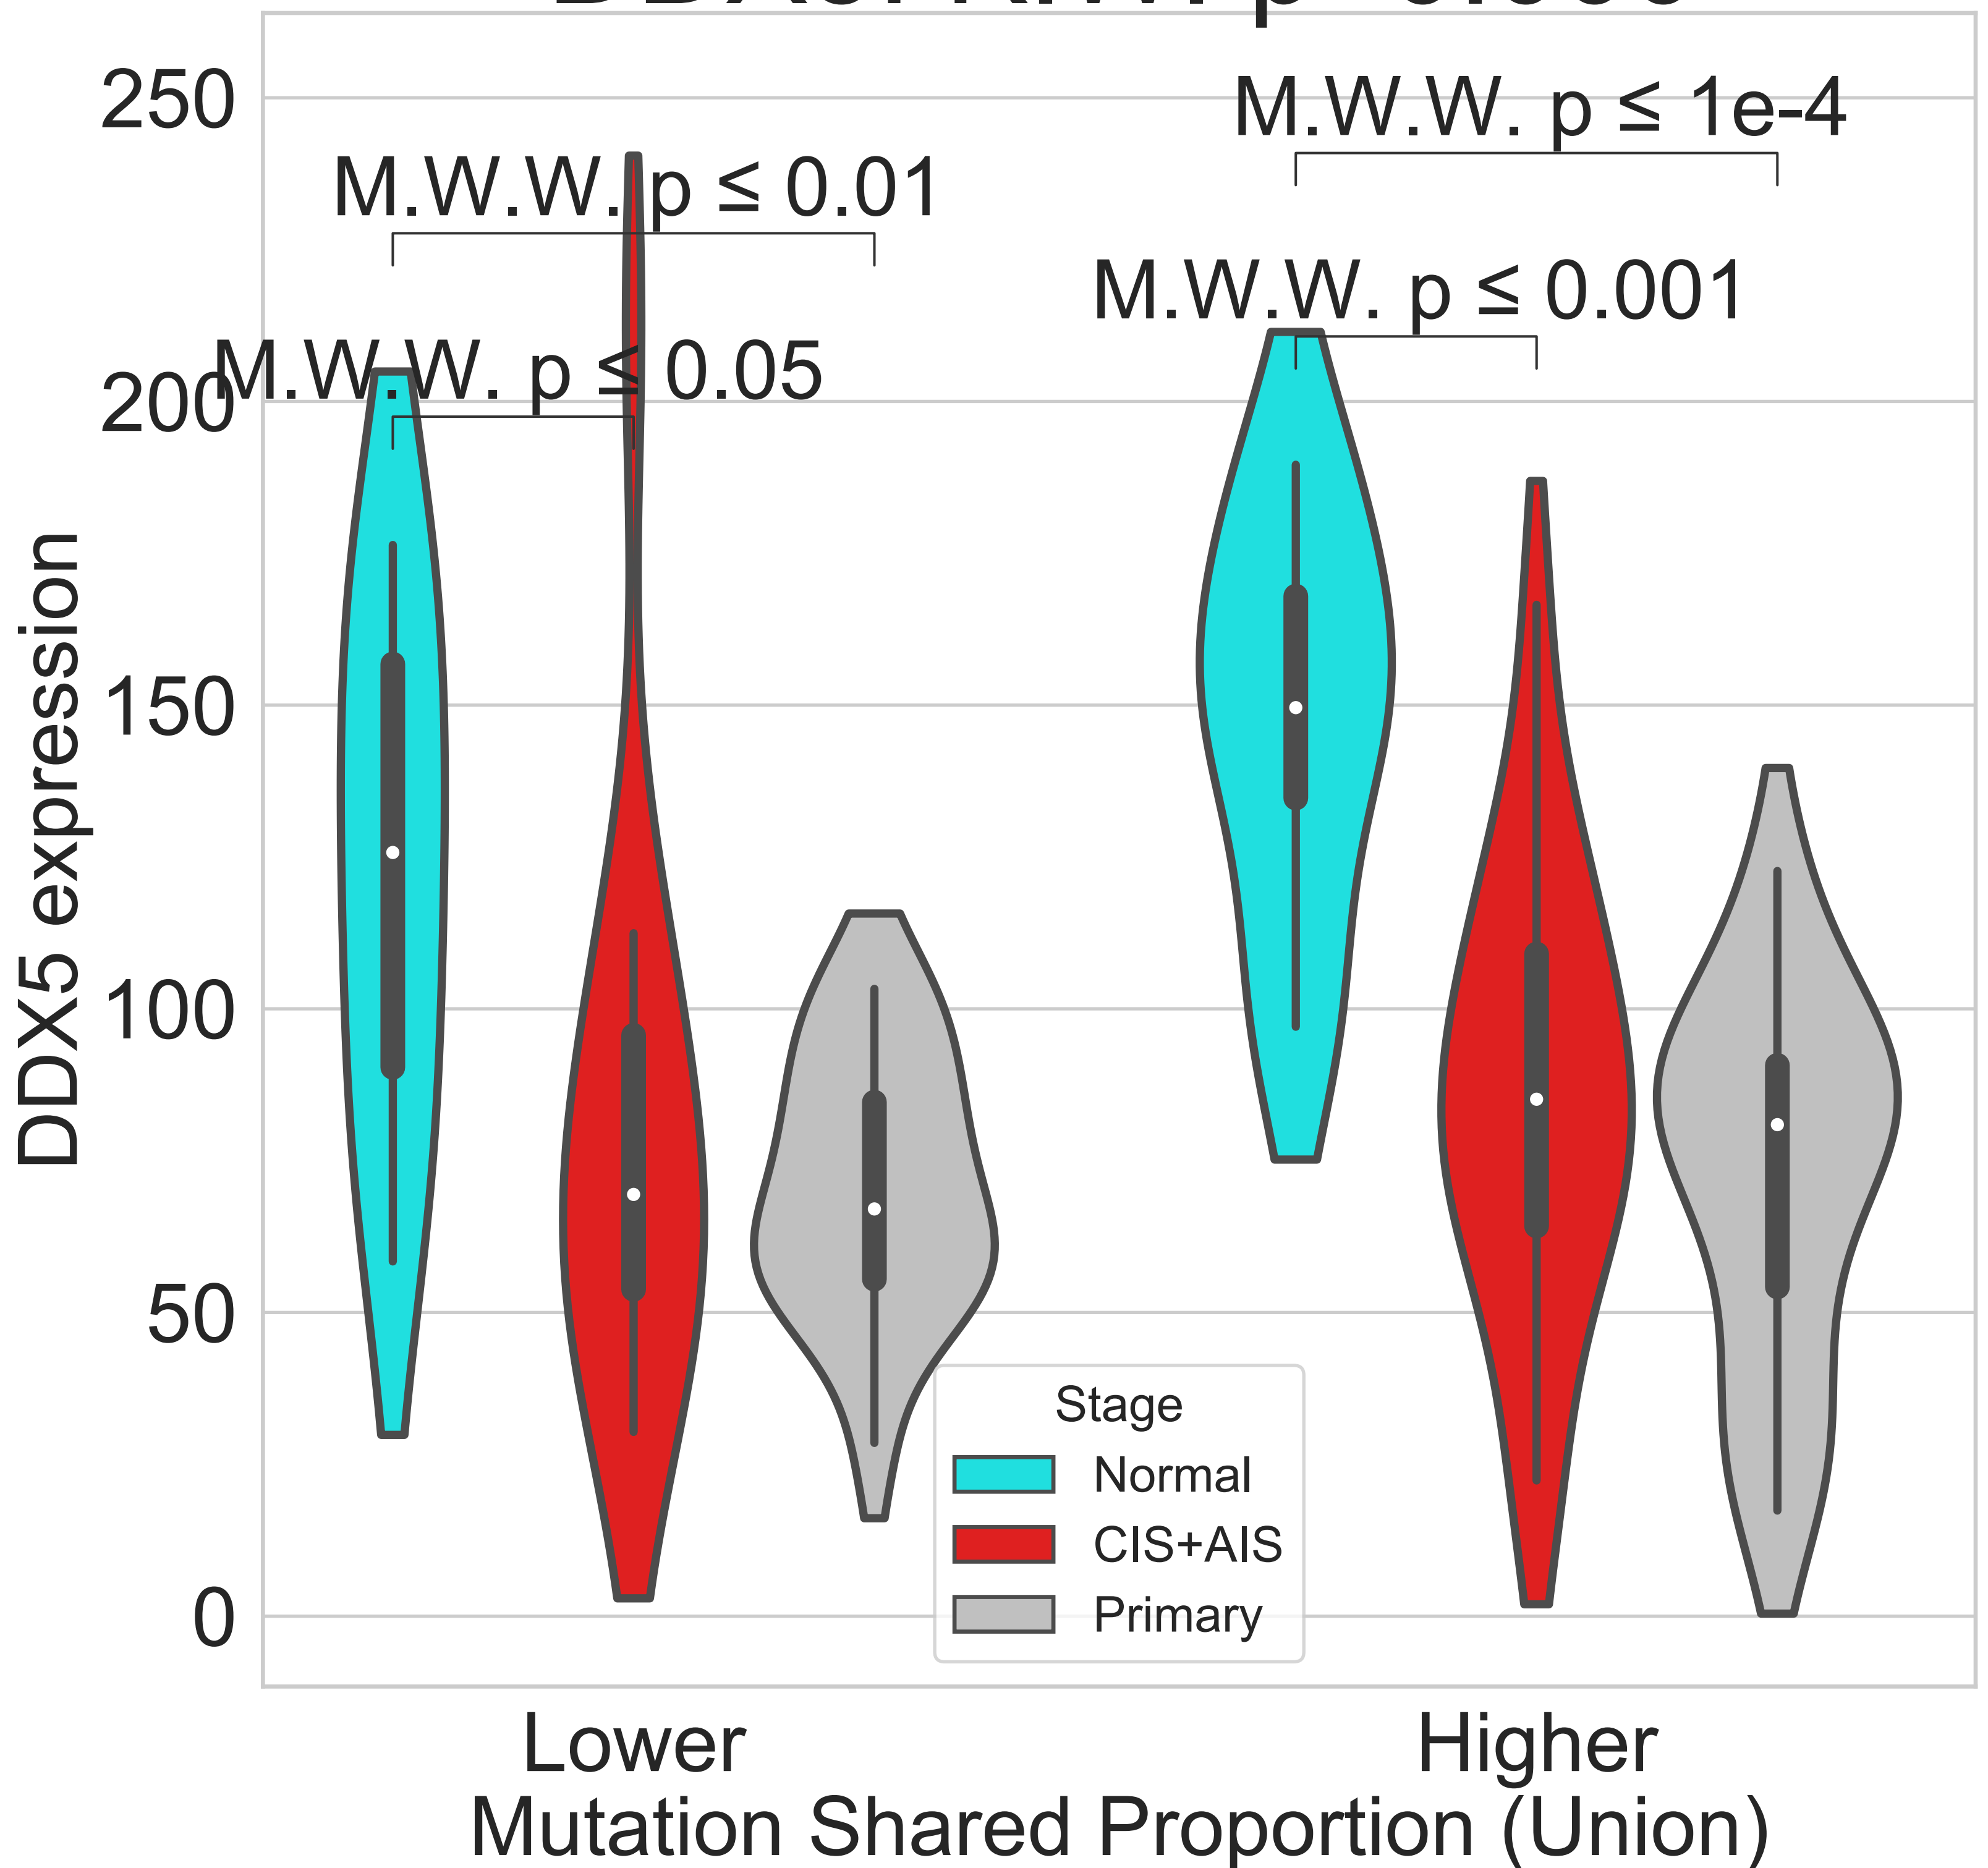 250
M.W.W. p ≤ 1e-4
M.W.W. p ≤ 0.01
M.W.W. p ≤ 0.001
M.W.W. p ≤ 0.05
200
150
100
50
0
DDX5 expression
Stage
Normal
CIS+AIS
Primary
Lower
Higher
Mutation Shared Proportion (Union)